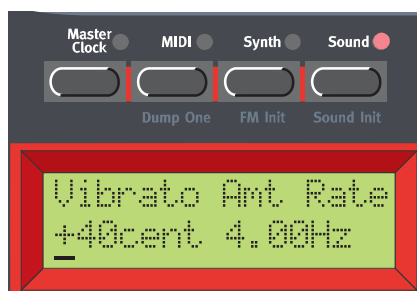 Master Clock MIDI Synth Sound
Dump One FM Init Sound Init
Vibrato Amt Rate
+40cent 4.00Hz